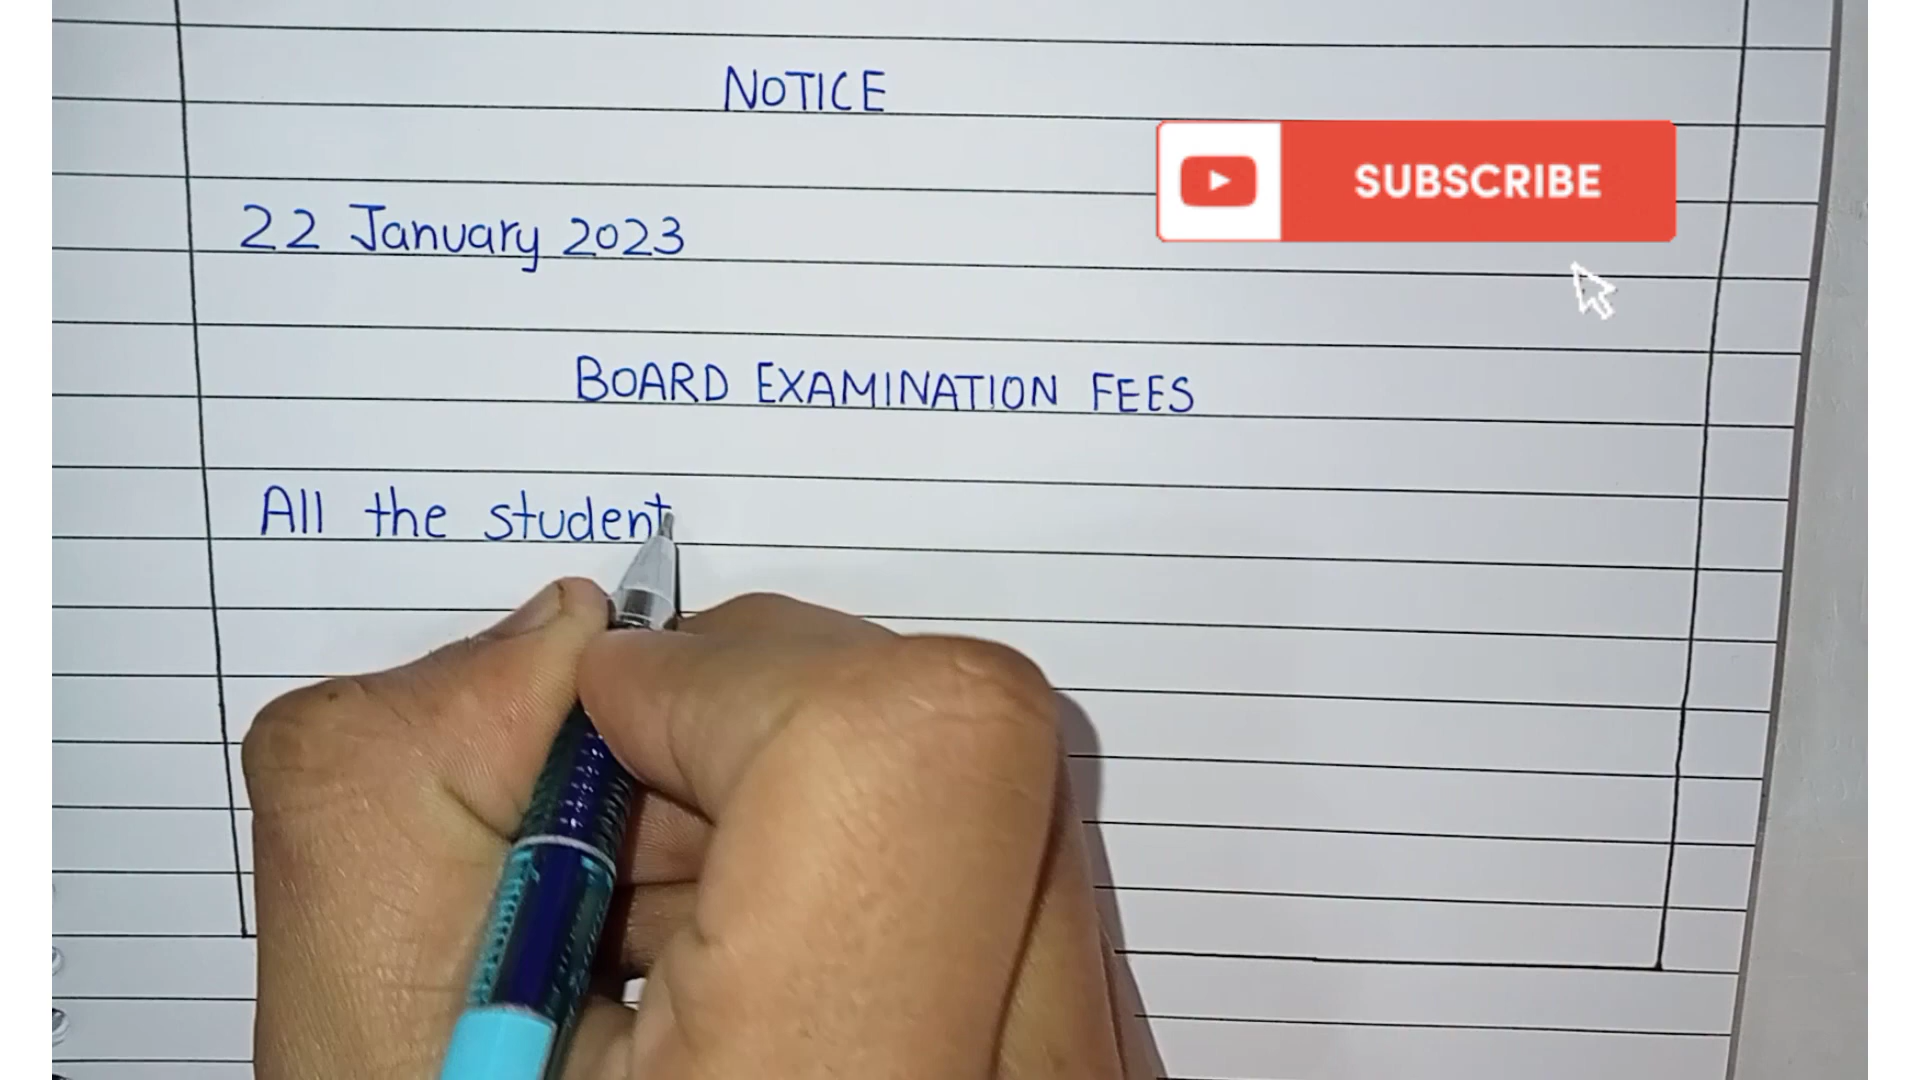 NOTICE
SUBSCRIBE
22 January 2023
BOARD EXAMINATION FEES
All the student